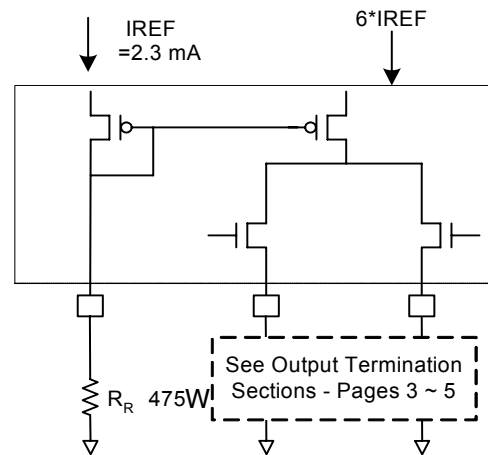 IREF
=2.3 mA
6*IREF
See Output Termination
Sections - Pages 3 ~ 5
R_R 475W